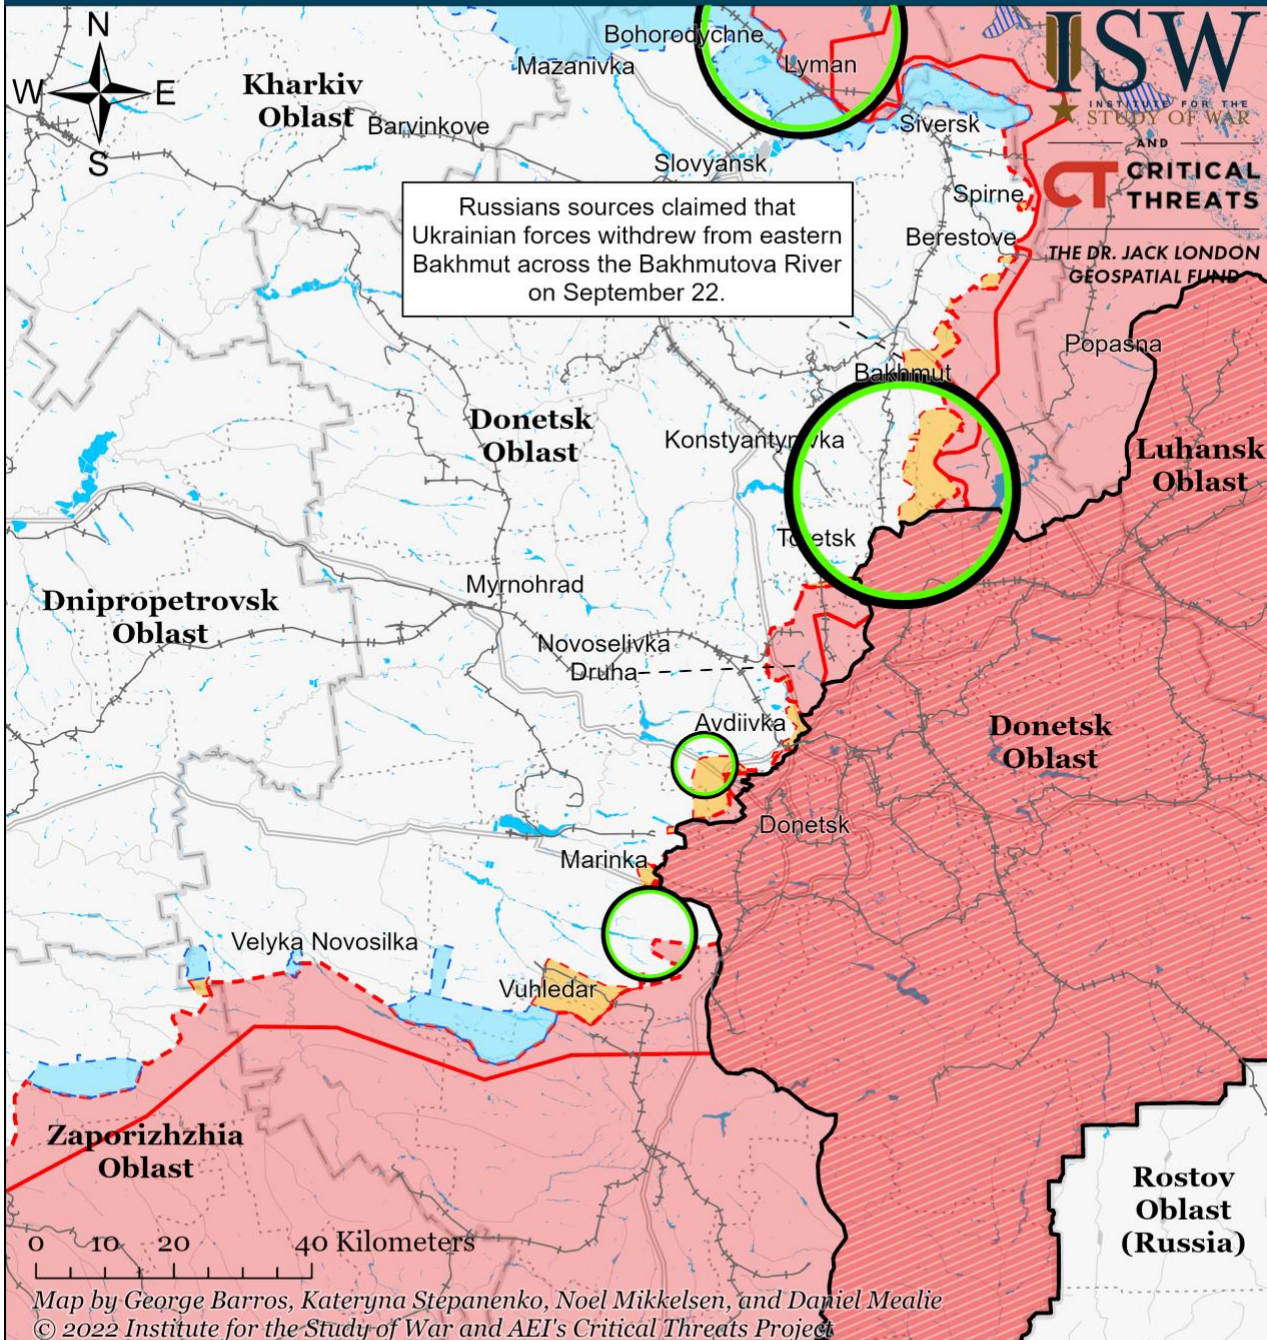 N
W
E
S
Kharkiv
Oblast
Barvinkove
Bohorodychne
Mazanivka
Lyman
Slovyansk
Siversk
Spirne
Berestove
ISW
INSTITUTE FOR THE
STUDY OF WAR
AND
CT CRITICAL
THREATS
THE DR. JACK LONDON
GEOSPATIAL FUND
Russians sources claimed that
Ukrainian forces withdrew from eastern
Bakhmut across the Bakhmutova River
on September 22.
Popasna
Bakhmut
Donetsk
Oblast
Konstyantynivka
Luhansk
Oblast
Toretsk
Myrnohrad
Dnipropetrovsk
Oblast
Novoselivka
Druha
Avdiivka
Donetsk
Oblast
Donetsk
Marinka
Velyka Novosilka
Vuhledar
Zaporizhzhia
Oblast
Rostov
Oblast
(Russia)
0 10 20 40 Kilometers
Map by George Barros, Kateryna Stepanenko, Noel Mikkelsen, and Daniel Mealie
© 2022 Institute for the Study of War and AEI's Critical Threats Project